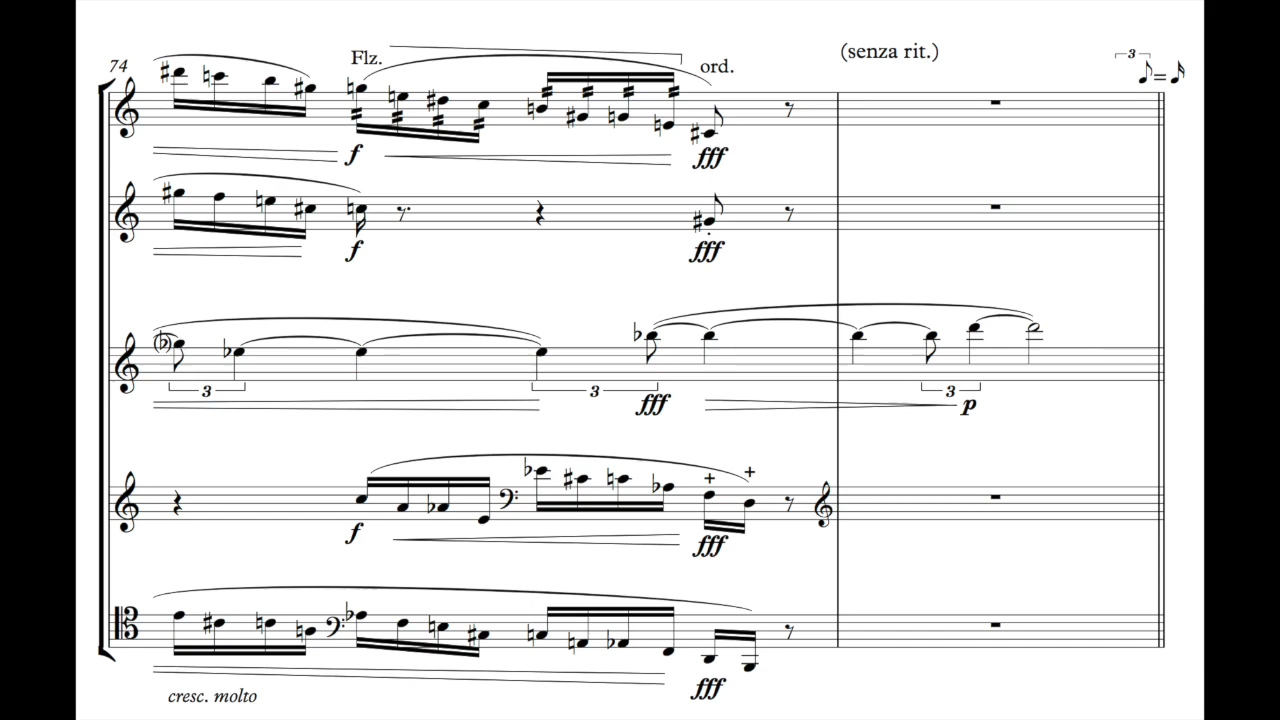 74
Flz.
ord.
(senza rit.)
3
f
fff
f
fff
3
3
3
fff
p
f
fff
fff
cresc. molto